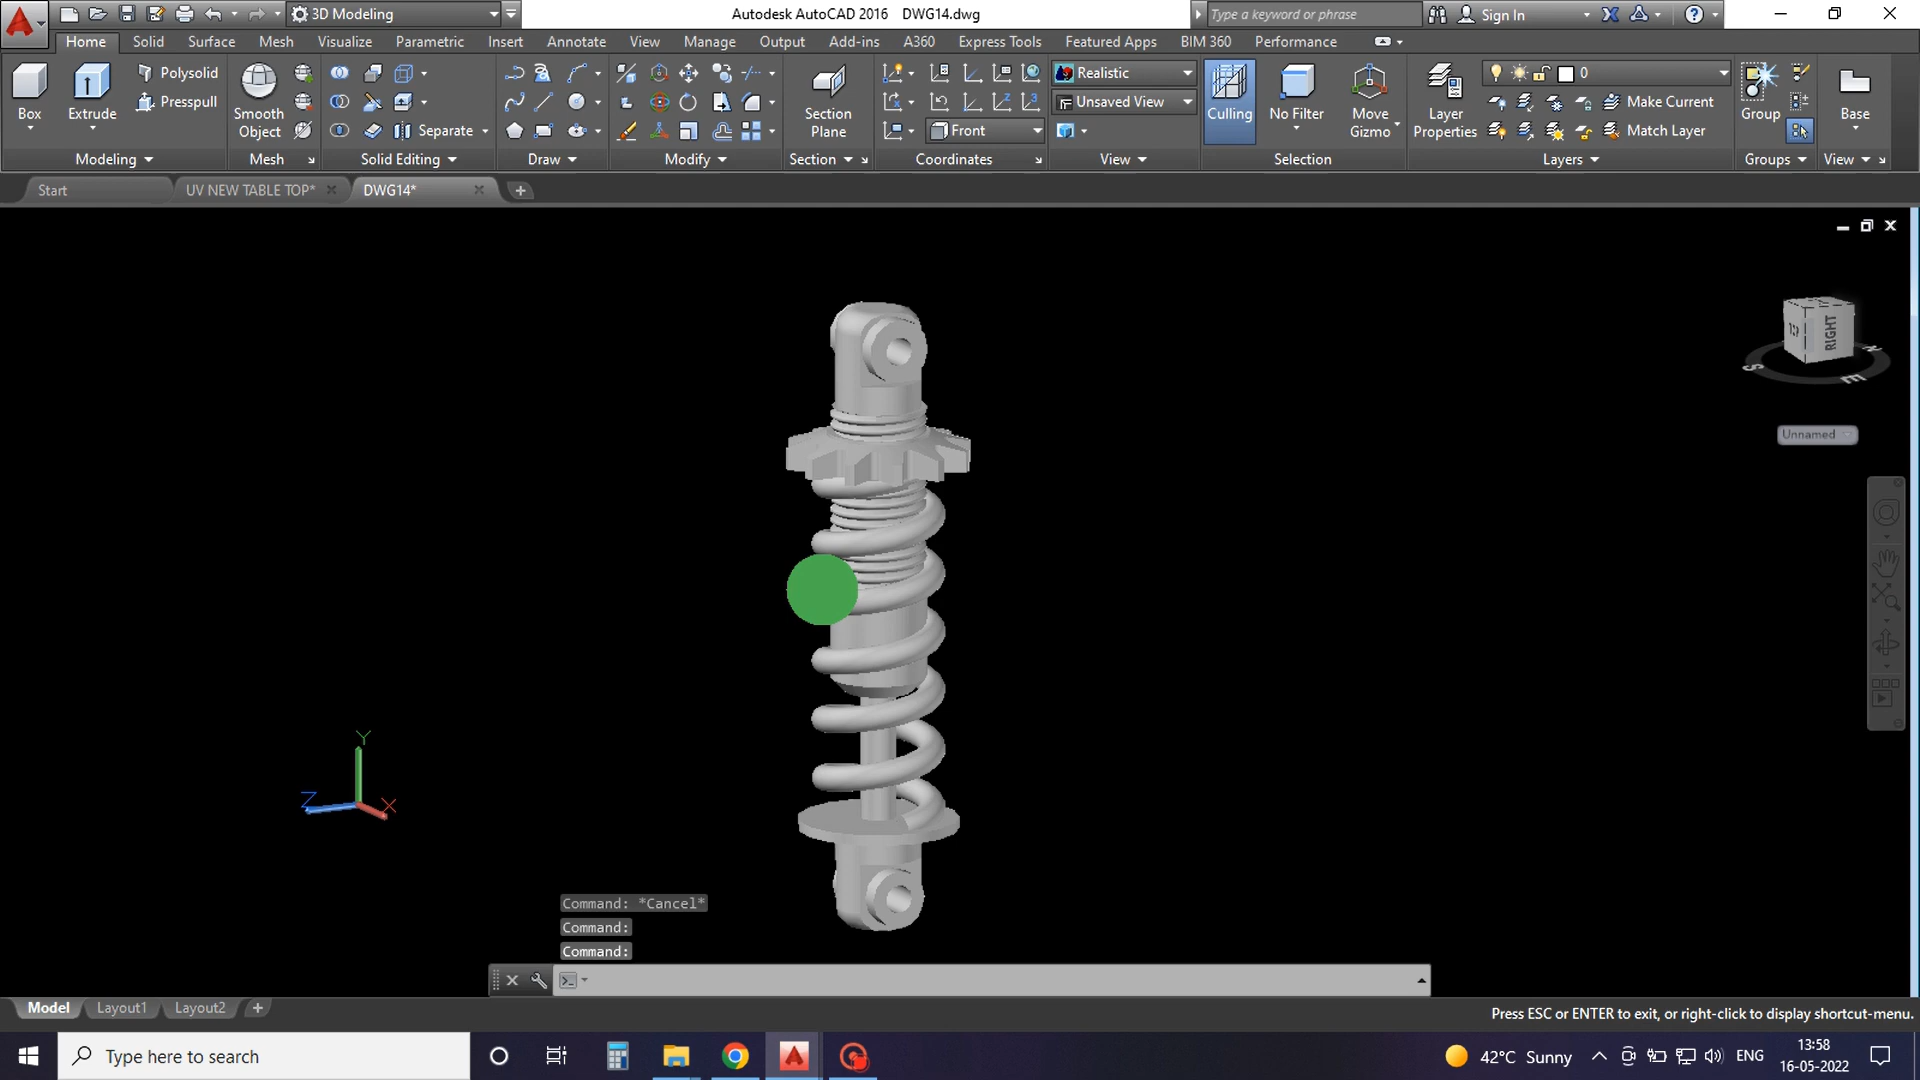 3D Modeling
Autodesk AutoCAD 2016 DWG14.dwg
Type a keyword or phrase
Sign In
Home Solid Surface Mesh Visualize Parametric Insert Annotate View Manage Output Add-ins A360 Express Tools Featured Apps BIM 360 Performance
Box
Extrude
Polysolid
Presspull
Modeling
Smooth
Object
Mesh
Separate
Solid Editing
Draw
Modify
Section
Plane
Section
Front
Coordinates
Realistic
Unsaved View
View
Culling
No Filter
Move
Gizmo
Selection
Layer
Properties
0
Make Current
Match Layer
Layers
Group
Groups
Base
View
Start
UV NEW TABLE TOP*
DWG14*
RIGHT
S
E
N
Unnamed
Y
Z
X
Command: *Cancel*
Command:
Command:
Model Layout1 Layout2
Press ESC or ENTER to exit, or right-click to display shortcut-menu.
Type here to search
42°C Sunny
ENG
13:58
16-05-2022